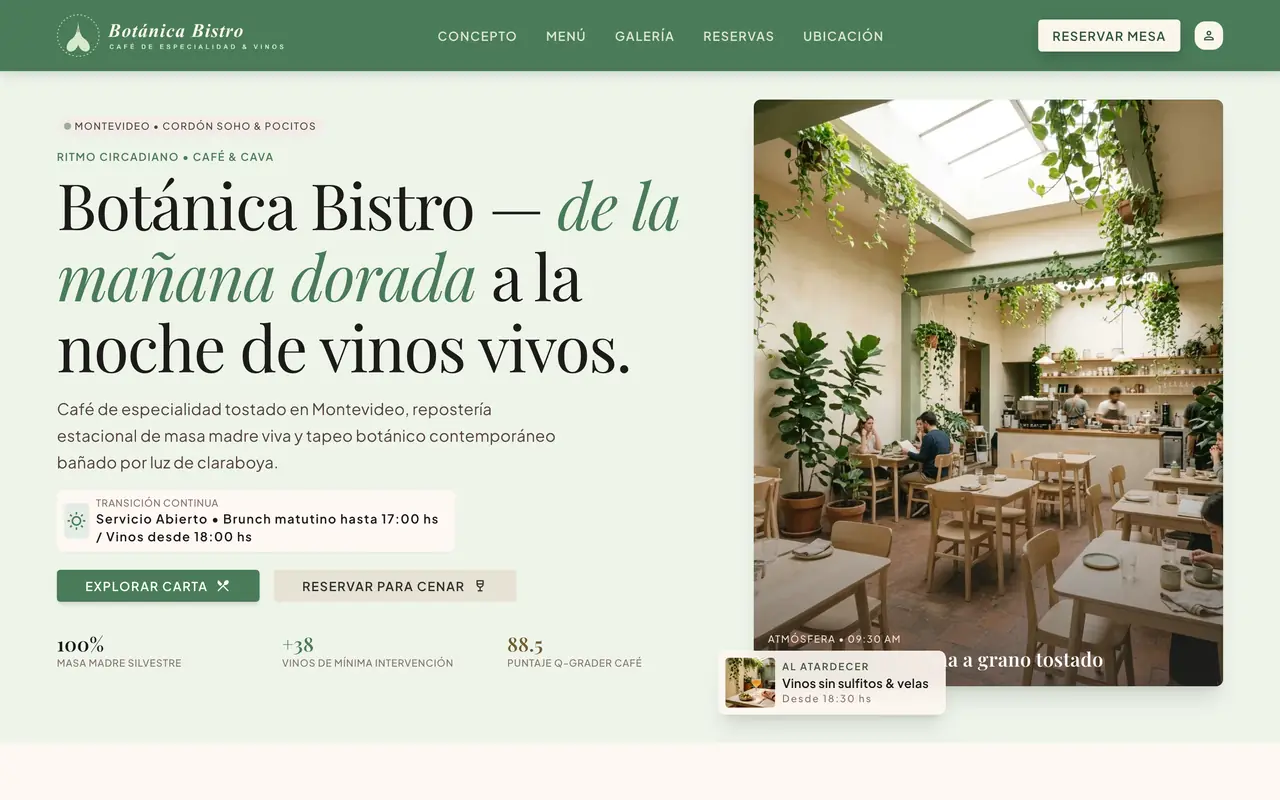 Botánica Bistro
CAFÉ DE ESPECIALIDAD & VINOS
CONCEPTO
MENÚ
GALERÍA
RESERVAS
UBICACIÓN
RESERVAR MESA
MONTEVIDEO • CORDÓN SOHO & POCITOS
RITMO CIRCADIANO • CAFÉ & CAVA
Botánica Bistro — de la
mañana dorada a la
noche de vinos vivos.
Café de especialidad tostado en Montevideo, repostería
estacional de masa madre viva y tapeo botánico contemporáneo
bañado por luz de claraboya.
TRANSICIÓN CONTINUA
Servicio Abierto • Brunch matutino hasta 17:00 hs
/ Vinos desde 18:00 hs
EXPLORAR CARTA
RESERVAR PARA CENAR
100%
MASA MADRE SILVESTRE
+38
VINOS DE MÍNIMA INTERVENCIÓN
88.5
PUNTAJE Q-GRADER CAFÉ
ATMÓSFERA • 09:30 AM
a grano tostado
AL ATARDECER
Vinos sin sulfitos & velas
Desde 18:30 hs